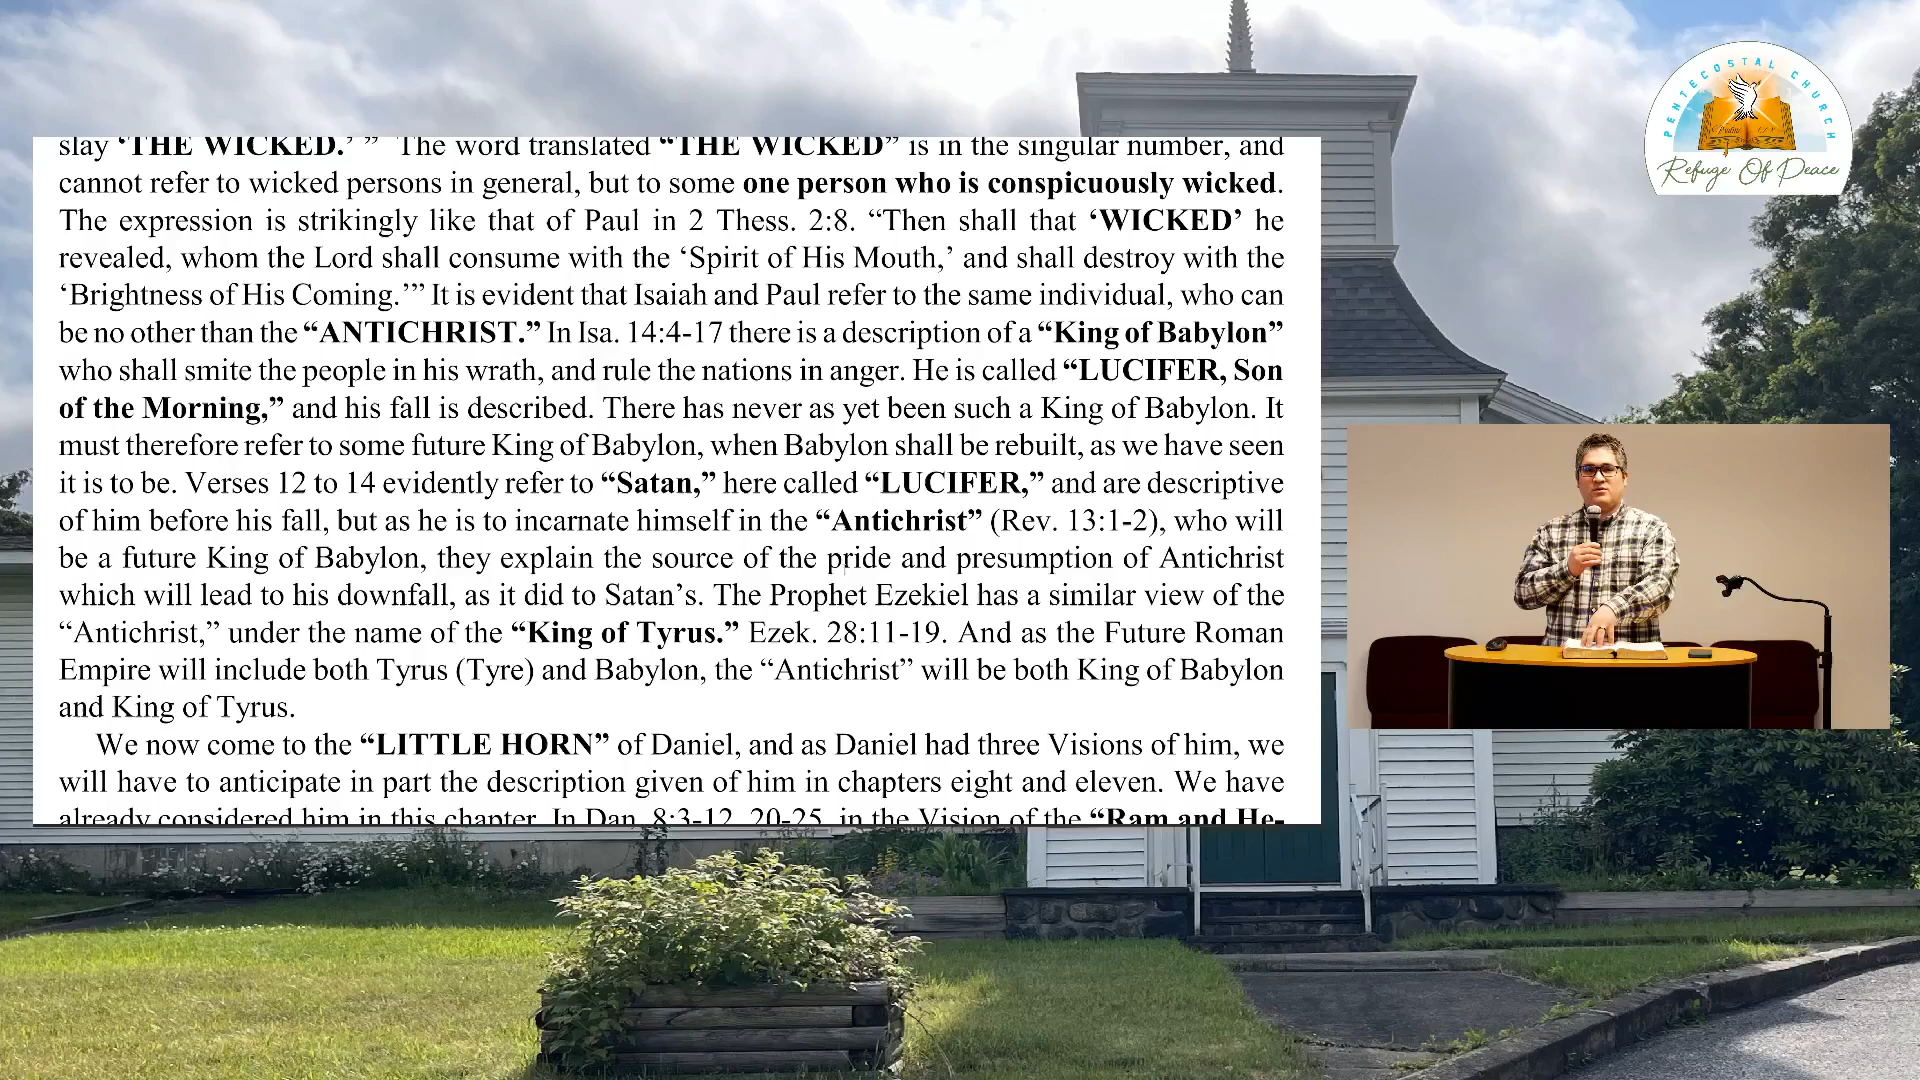 slay ‘THE WICKED.’ ” The word translated “THE WICKED” is in the singular number, and
cannot refer to wicked persons in general, but to some one person who is conspicuously wicked.
The expression is strikingly like that of Paul in 2 Thess. 2:8. “Then shall that ‘WICKED’ he
revealed, whom the Lord shall consume with the ‘Spirit of His Mouth,’ and shall destroy with the
‘Brightness of His Coming.’” It is evident that Isaiah and Paul refer to the same individual, who can
be no other than the “ANTICHRIST.” In Isa. 14:4-17 there is a description of a “King of Babylon”
who shall smite the people in his wrath, and rule the nations in anger. He is called “LUCIFER, Son
of the Morning,” and his fall is described. There has never as yet been such a King of Babylon. It
must therefore refer to some future King of Babylon, when Babylon shall be rebuilt, as we have seen
it is to be. Verses 12 to 14 evidently refer to “Satan,” here called “LUCIFER,” and are descriptive
of him before his fall, but as he is to incarnate himself in the “Antichrist” (Rev. 13:1-2), who will
be a future King of Babylon, they explain the source of the pride and presumption of Antichrist
which will lead to his downfall, as it did to Satan’s. The Prophet Ezekiel has a similar view of the
“Antichrist,” under the name of the “King of Tyrus.” Ezek. 28:11-19. And as the Future Roman
Empire will include both Tyrus (Tyre) and Babylon, the “Antichrist” will be both King of Babylon
and King of Tyrus.
We now come to the “LITTLE HORN” of Daniel, and as Daniel had three Visions of him, we
will have to anticipate in part the description given of him in chapters eight and eleven. We have
already considered him in this chapter. In Dan. 8:3-12, 20-25, in the Vision of the “Ram and He-
PENTECOSTAL CHURCH
Refuge Of Peace